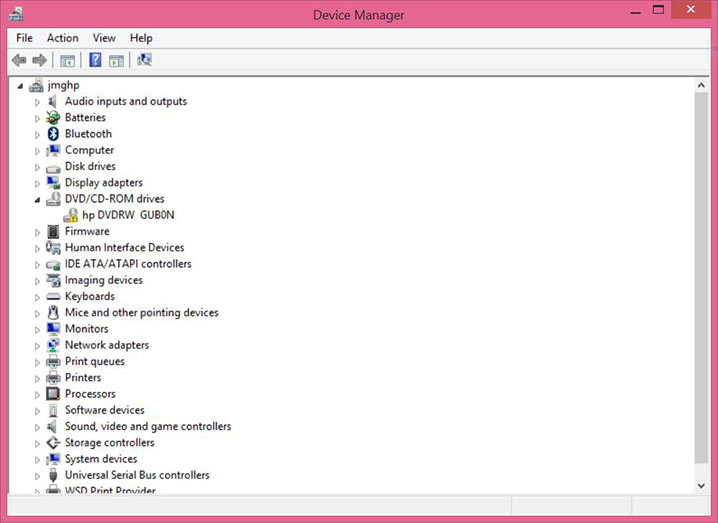 Device Manager
File Action View Help
jmghp
Audio inputs and outputs
Batteries
Bluetooth
Computer
Disk drives
Display adapters
DVD/CD-ROM drives
hp DVDRW GUB0N
Firmware
Human Interface Devices
IDE ATA/ATAPI controllers
Imaging devices
Keyboards
Mice and other pointing devices
Monitors
Network adapters
Print queues
Printers
Processors
Software devices
Sound, video and game controllers
Storage controllers
System devices
Universal Serial Bus controllers
WSD Print Provider